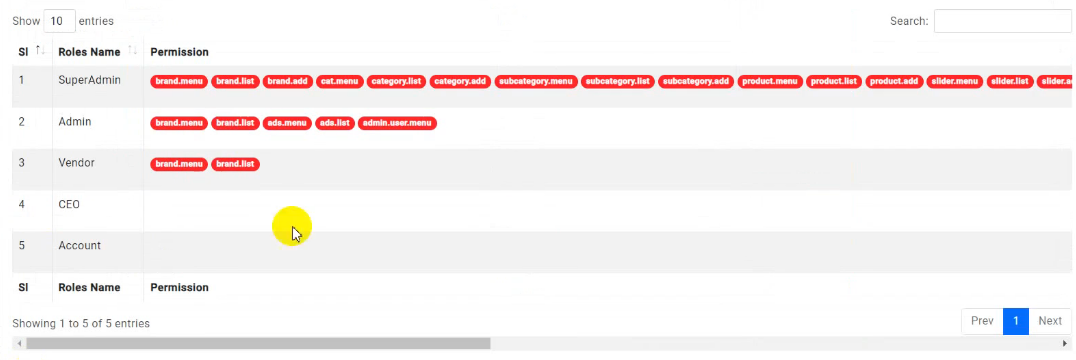 Show 10 entries Search:
Sl Roles Name Permission
1 SuperAdmin brand.menu brand.list brand.add cat.menu category.list category.add subcategory.menu subcategory.list subcategory.add product.menu product.list product.add slider.menu slider.list
2 Admin brand.menu brand.list ads.menu ads.list admin.user.menu
3 Vendor brand.menu brand.list
4 CEO
5 Account
Sl Roles Name Permission
Showing 1 to 5 of 5 entries Prev 1 Next